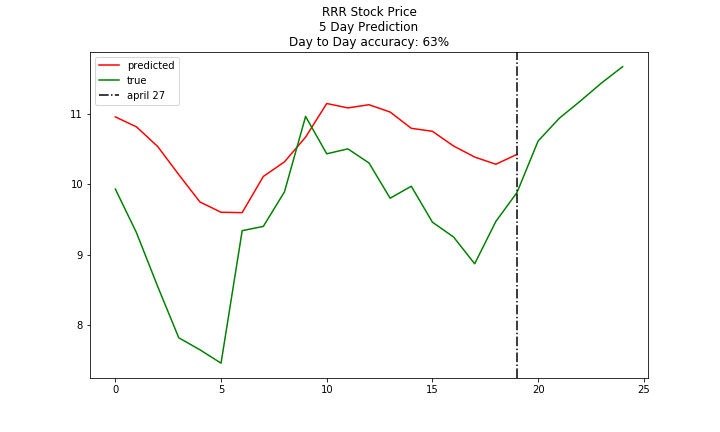 RRR Stock Price
5 Day Prediction
Day to Day accuracy: 63%
predicted
true
april 27
11
10
9
8
0 5 10 15 20 25